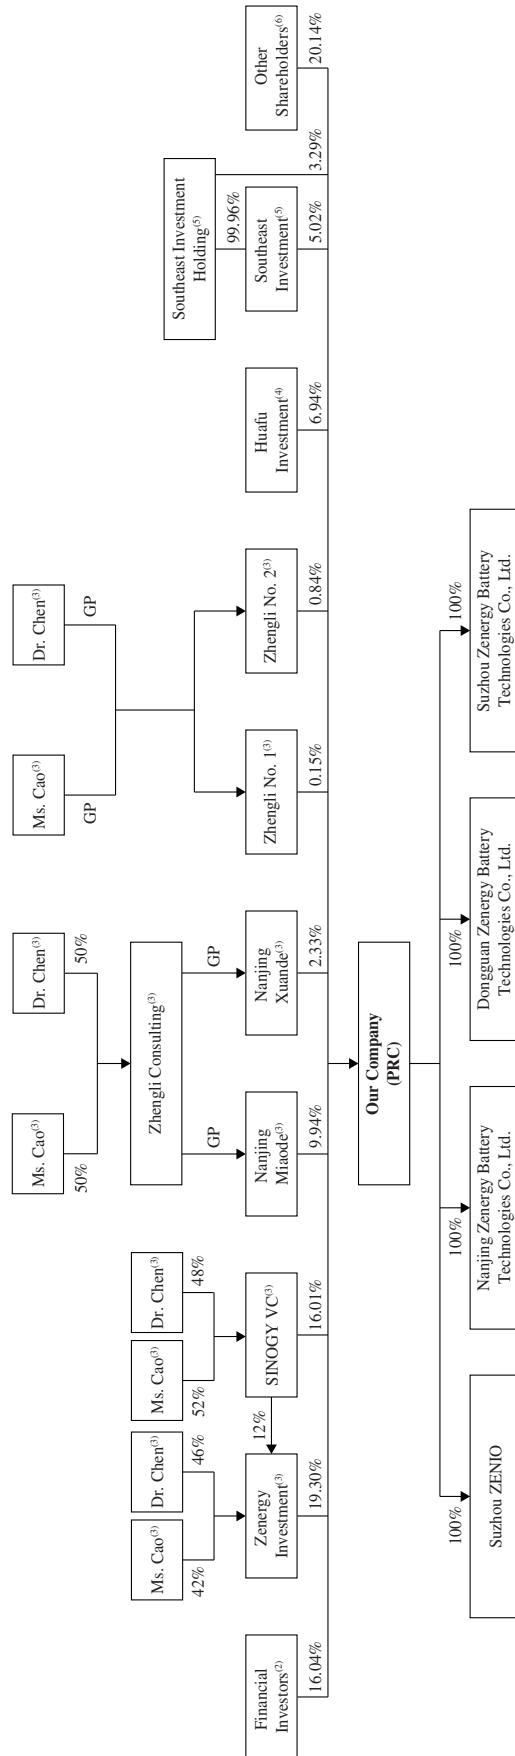 Ms. Cao(3)
Dr. Chen(3)
Ms. Cao(3)
Dr. Chen(3)
50%
50%
GP
GP
Ms. Cao(3)
Dr. Chen(3)
Ms. Cao(3)
Dr. Chen(3)
42%
46%
52%
48%
Zhengli Consulting(3)
Southeast Investment
Holding(5)
GP
GP
99.96%
Financial
Investors(2)
Zenergy
Investment(3)
12%
SINOGY VC(3)
Nanjing
Miaode(3)
Nanjing
Xuande(3)
Zhengli No. 1(3)
Zhengli No. 2(3)
Huafu
Investment(4)
Southeast
Investment(5)
Other
Shareholders(6)
16.04%
19.30%
16.01%
9.94%
2.33%
0.15%
0.84%
6.94%
5.02%
3.29%
20.14%
Our Company
(PRC)
100%
100%
100%
100%
Suzhou ZENIO
Nanjing Zenergy Battery
Technologies Co., Ltd.
Dongguan Zenergy Battery
Technologies Co., Ltd.
Suzhou Zenergy Battery
Technologies Co., Ltd.